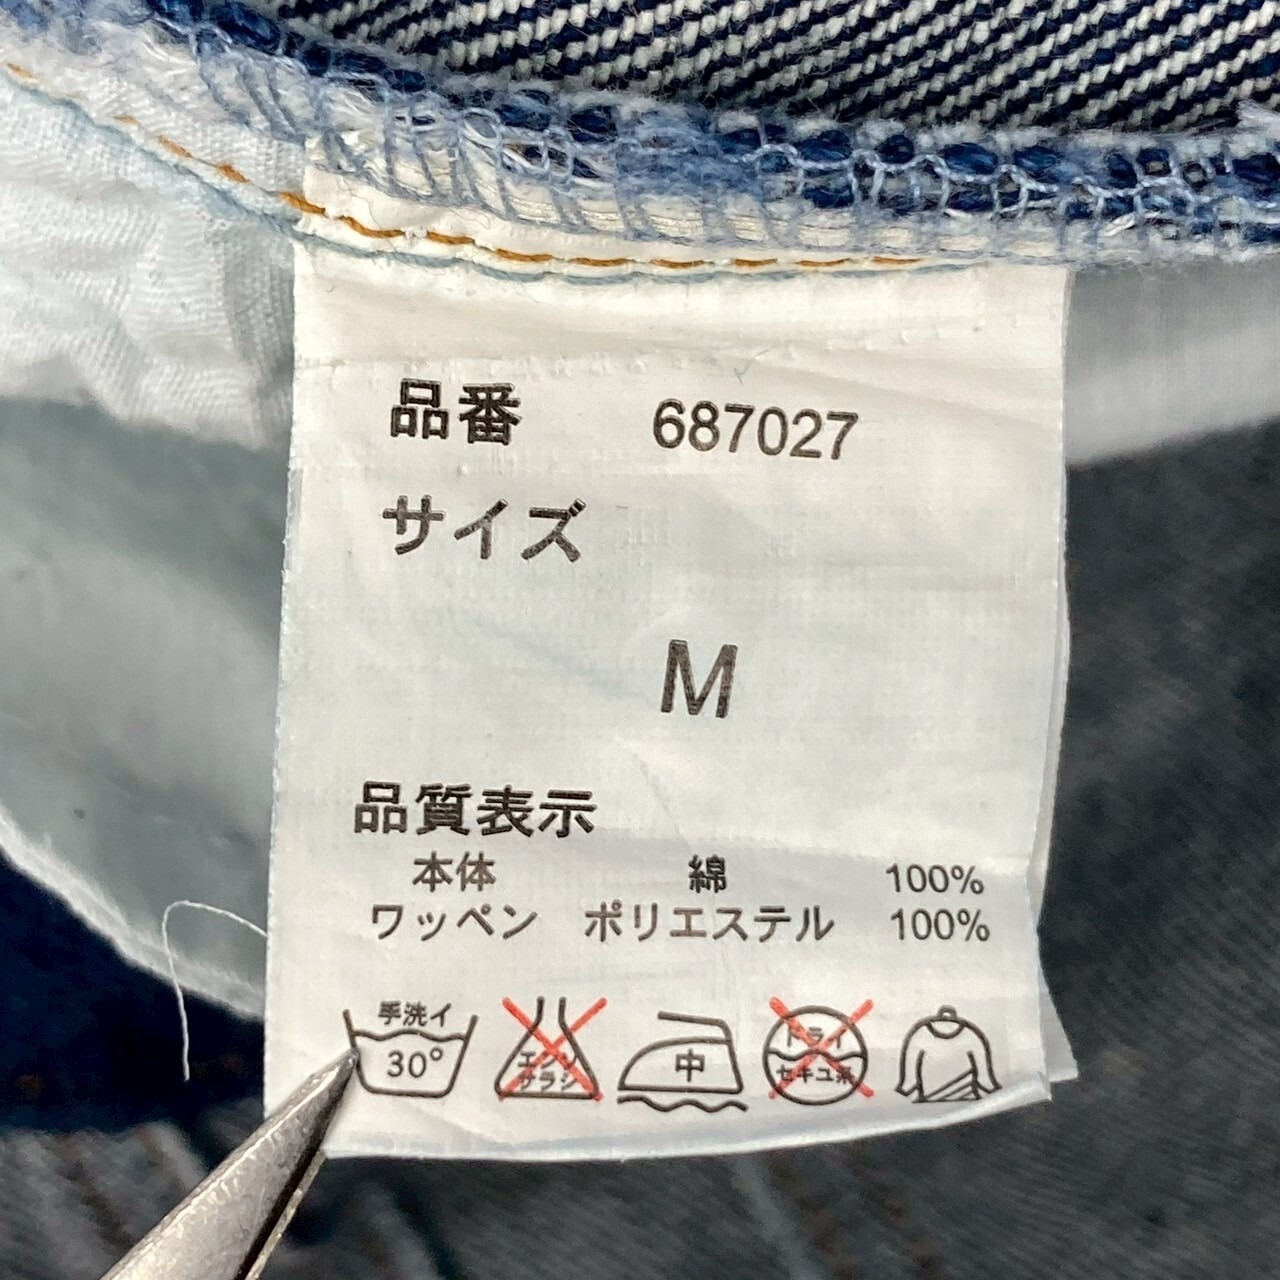 品番 687027
サイズ
M
品質表示
本体 綿 100%
ワッペン ポリエステル 100%
手洗イ
30°
エンソ
サラシ
中
ドライ
セキユ系